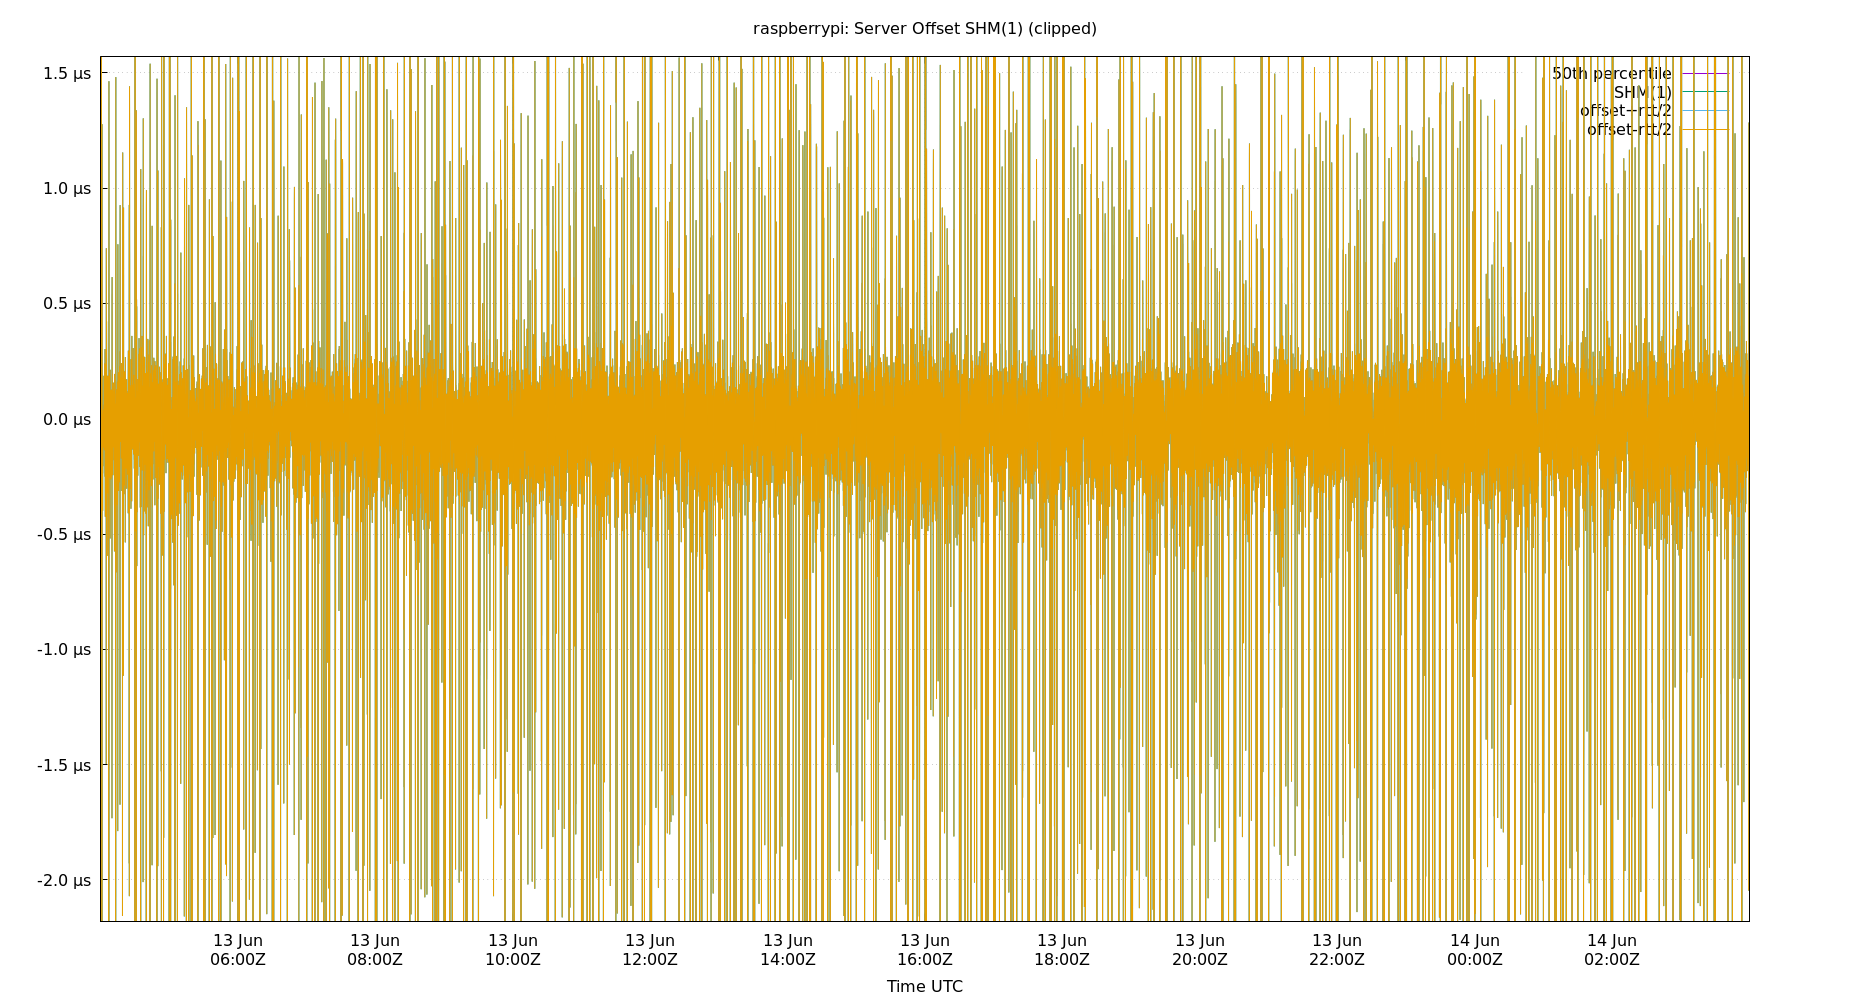 raspberrypi: Server Offset SHM(1) (clipped)
1.5 µs
1.0 µs
0.5 µs
0.0 µs
-0.5 µs
-1.0 µs
-1.5 µs
-2.0 µs
50th percentile
SHM(1)
offset+rtt/2
offset-rtt/2
13 Jun 13 Jun 13 Jun 13 Jun 13 Jun 13 Jun 13 Jun 13 Jun 13 Jun 14 Jun 14 Jun
06:00Z 08:00Z 10:00Z 12:00Z 14:00Z 16:00Z 18:00Z 20:00Z 22:00Z 00:00Z 02:00Z
Time UTC